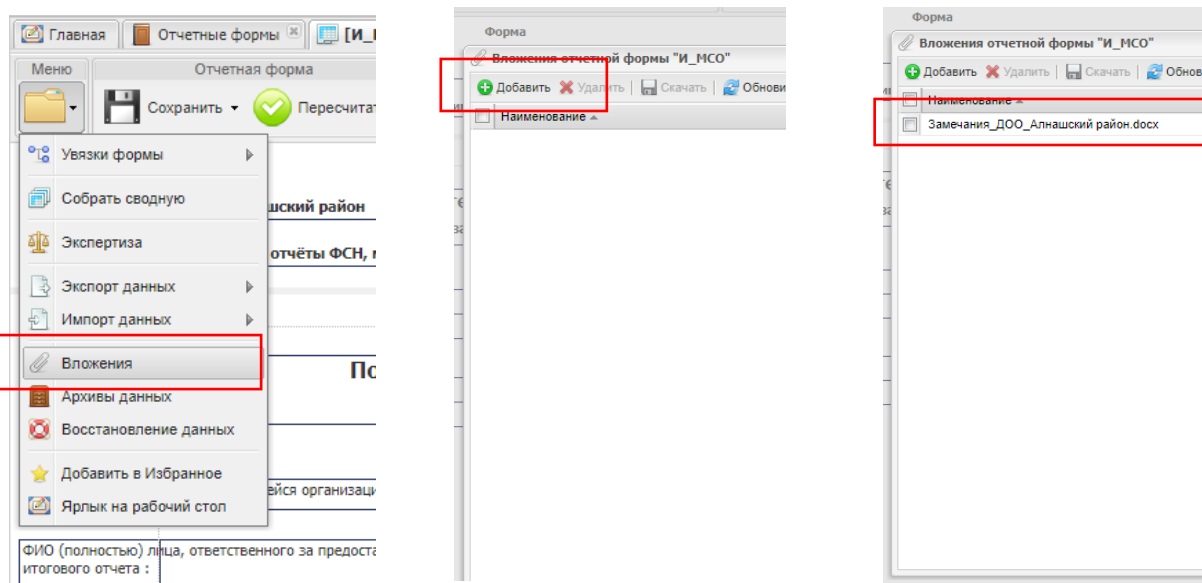 Главная
Отчетные формы
Меню
Отчетная форма
Сохранить
Увязки формы
Собрать сводную
шский район
Экспертиза
отчёты ФСН,
Экспорт данных
Импорт данных
Вложения
По
Архивы данных
Восстановление данных
Добавить в Избранное
ейся организаци
Ярлык на рабочий стол
ФИО (полностью) лица, ответственного за предоста
итогового отчета :
Форма
Вложения отчетной формы "И_МСО"
Добавить Удалить Скачать Обнови
Наименование
Форма
Вложения отчетной формы "И_МСО"
Добавить Удалить Скачать Обнов
Наименование
Замечания_ДОО_Алнашский район.docx